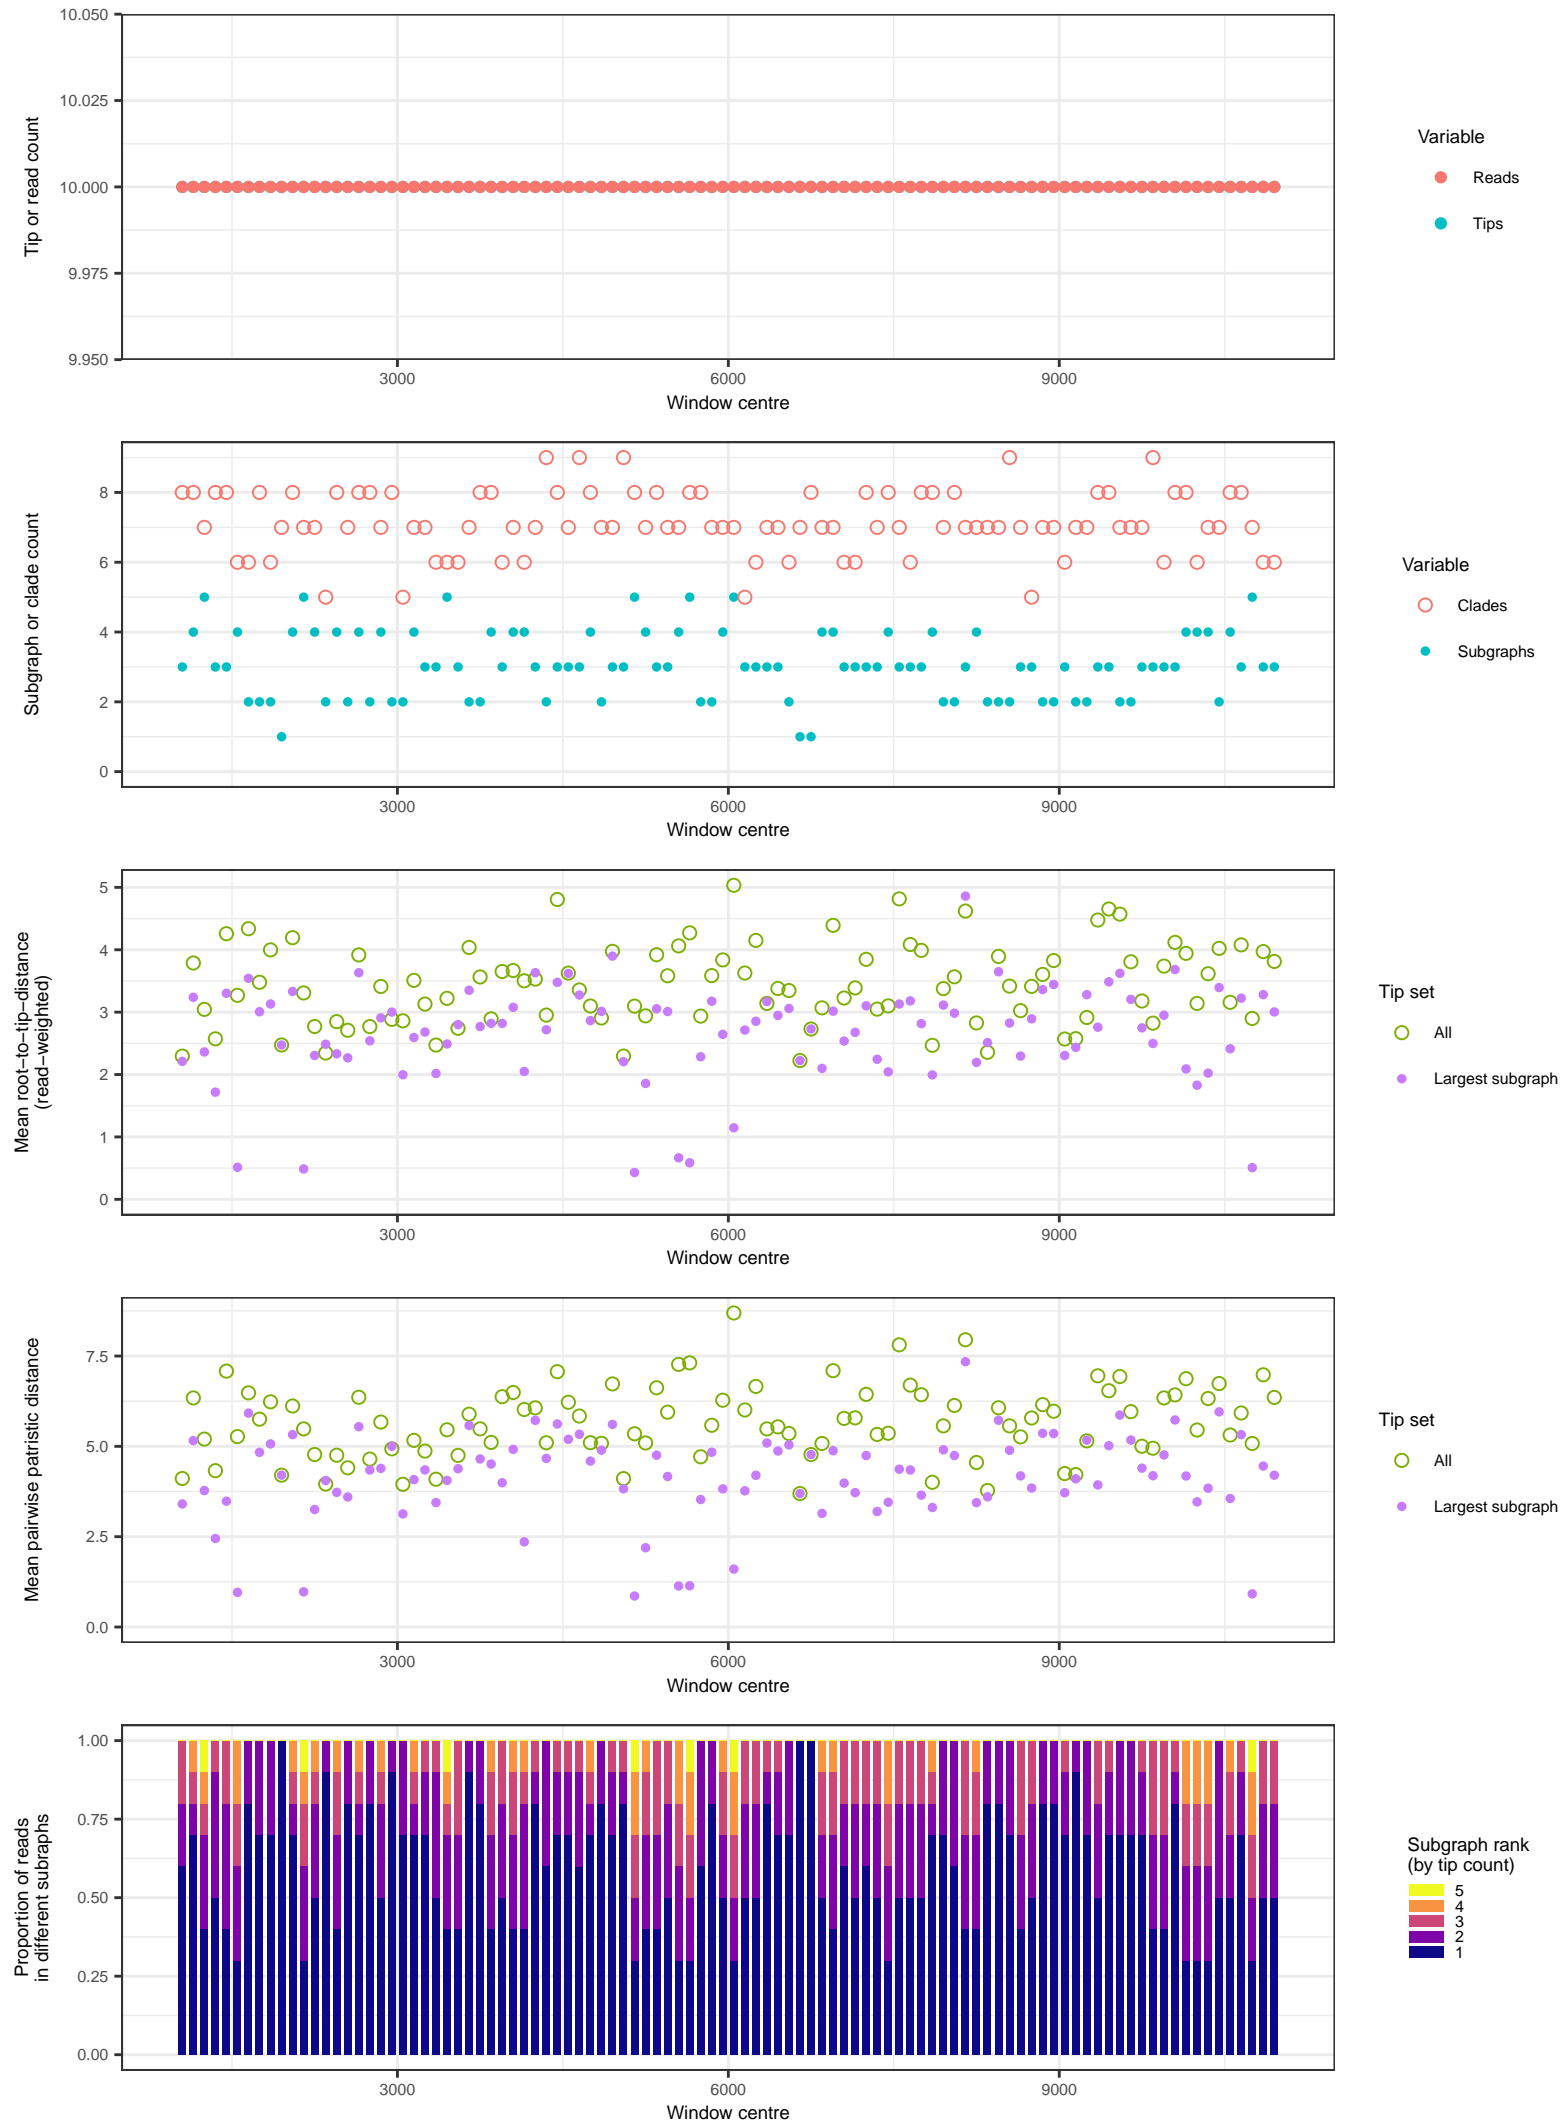 10.050
10.025
10.000
9.975
9.950
Tip or read count
3000
6000
9000
Window centre
Variable
Reads
Tips
8
6
4
2
0
Subgraph or clade count
3000
6000
9000
Window centre
Variable
Clades
Subgraphs
5
4
3
2
1
0
Mean root−to−tip−distance
(read−weighted)
3000
6000
9000
Window centre
Tip set
All
Largest subgraph
7.5
5.0
2.5
0.0
Mean pairwise patristic distance
3000
6000
9000
Window centre
Tip set
All
Largest subgraph
1.00
0.75
0.50
0.25
0.00
Proportion of reads
in different subraphs
3000
6000
9000
Window centre
Subgraph rank
(by tip count)
5
4
3
2
1